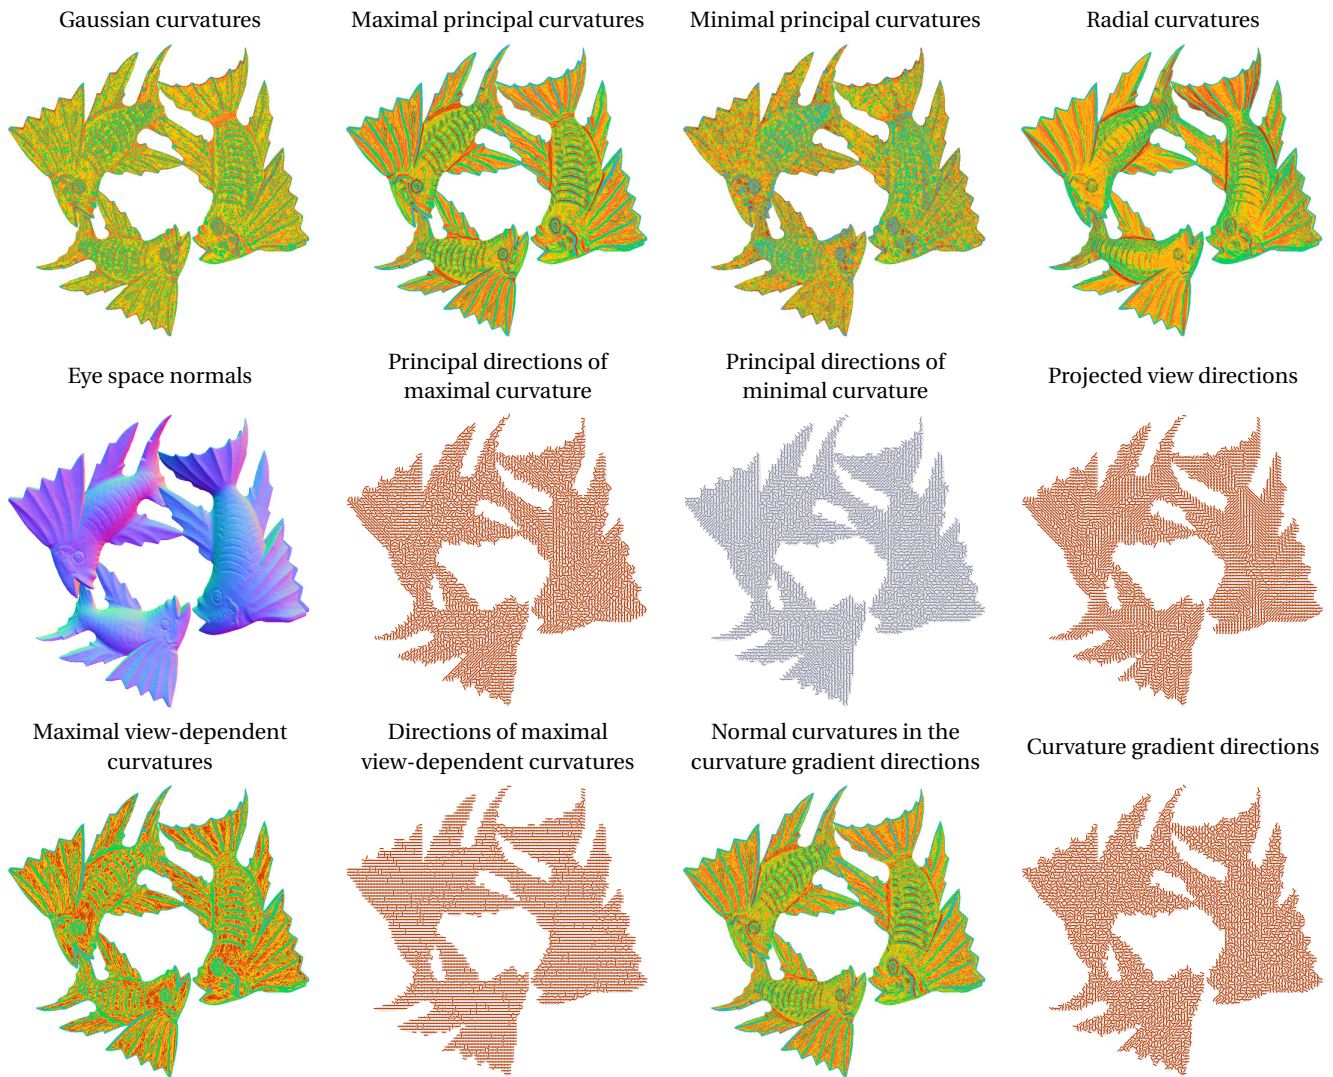 Gaussian curvatures
Maximal principal curvatures
Minimal principal curvatures
Radial curvatures
Eye space normals
Principal directions of
maximal curvature
Principal directions of
minimal curvature
Projected view directions
Maximal view-dependent
curvatures
Directions of maximal
view-dependent curvatures
Normal curvatures in the
curvature gradient directions
Curvature gradient directions